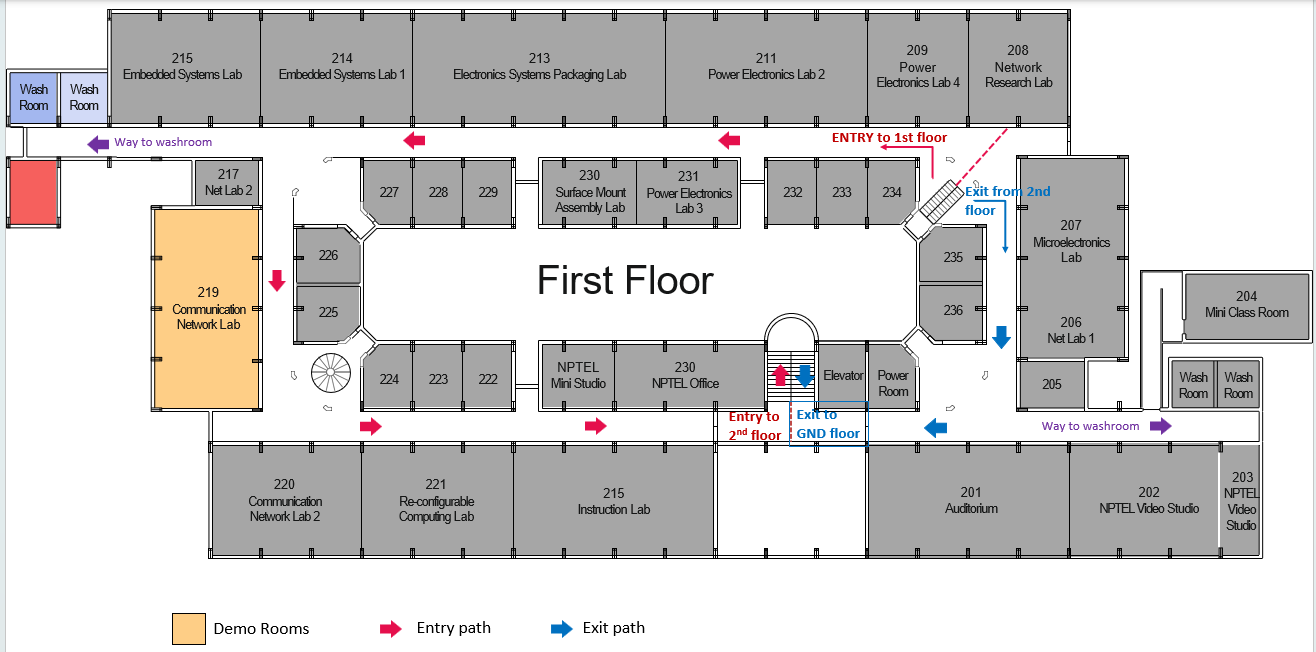 215
Embedded Systems Lab
214
Embedded Systems Lab 1
213
Electronics Systems Packaging Lab
211
Power Electronics Lab 2
209
Power
Electronics Lab 4
208
Network
Research Lab
Wash
Room
Wash
Room
Way to washroom
ENTRY to 1st floor
217
Net Lab 2
227
228
229
230
Surface Mount
Assembly Lab
231
Power Electronics
Lab 3
232
233
234
Exit from 2nd
floor
207
Microelectronics
Lab
226
225
First Floor
235
236
219
Communication
Network Lab
206
Net Lab 1
204
Mini Class Room
224
223
222
NPTEL
Mini Studio
230
NPTEL Office
Elevator
Power
Room
205
Wash
Room
Wash
Room
Entry to
2nd floor
Exit to
GND floor
Way to washroom
220
Communication
Network Lab 2
221
Re-configurable
Computing Lab
215
Instruction Lab
201
Auditorium
202
NPTEL Video Studio
203
NPTEL
Video
Studio
Demo Rooms
Entry path
Exit path